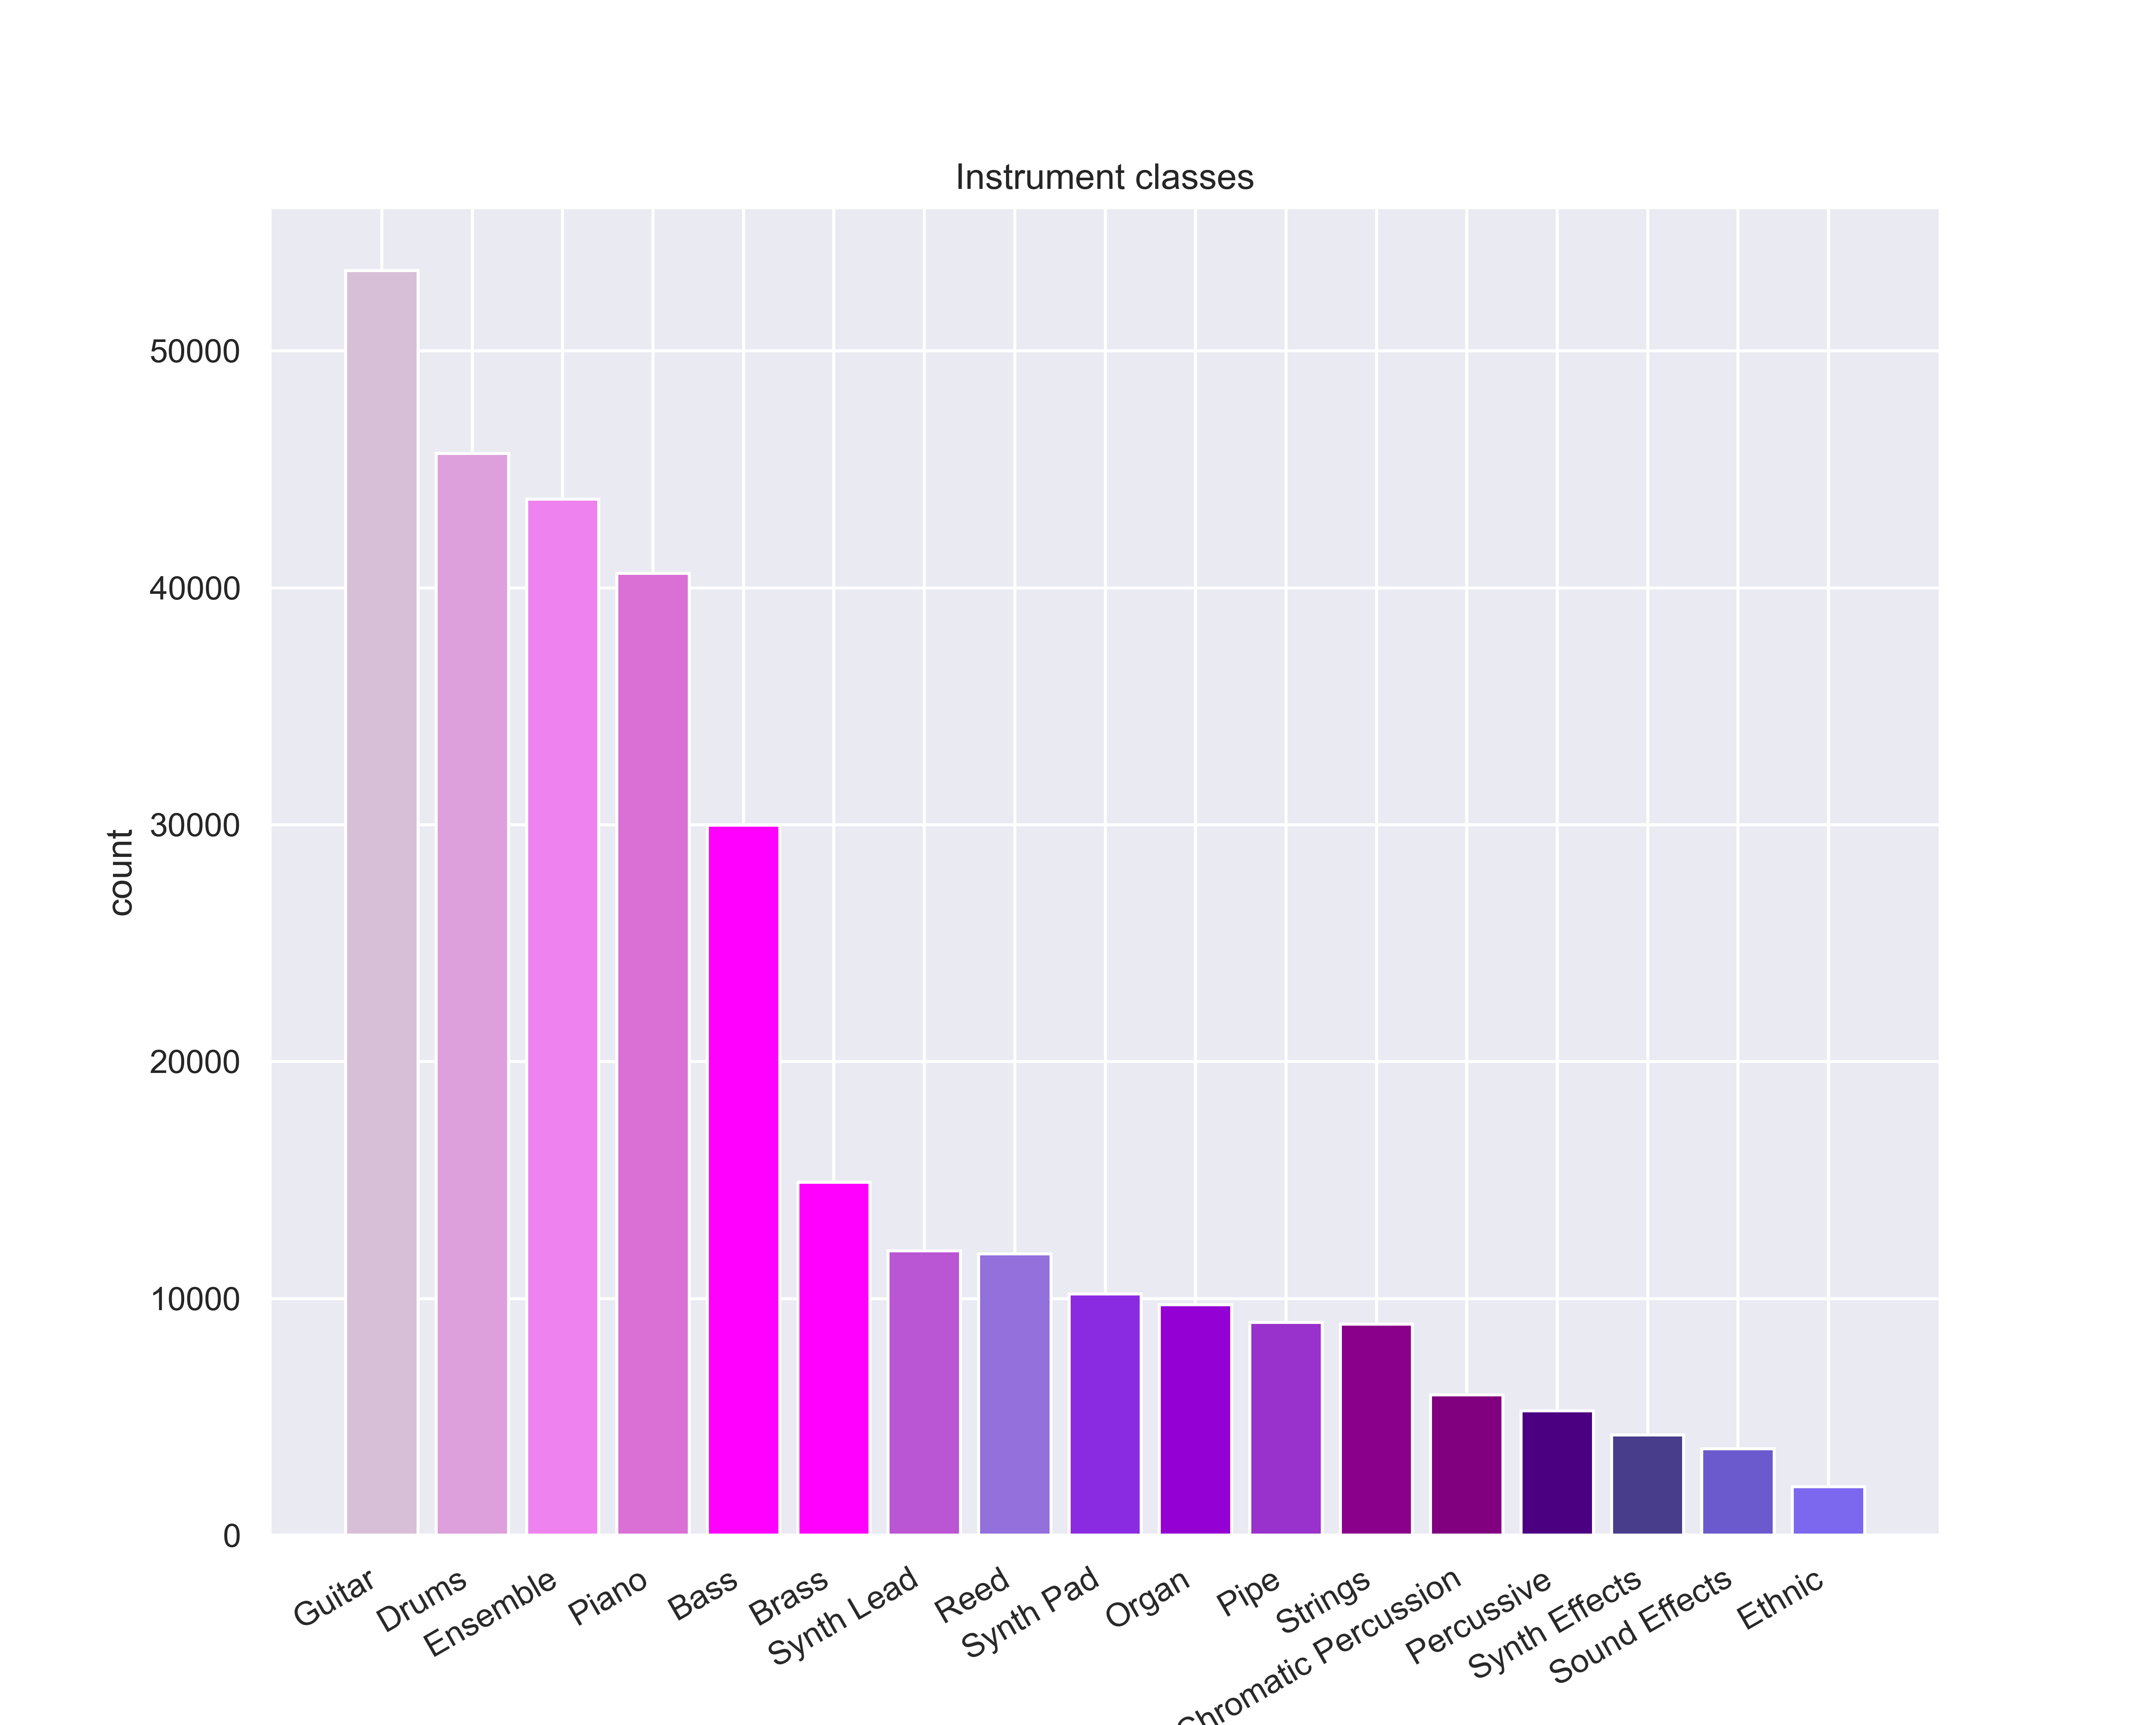 Instrument classes
50000
40000
30000
20000
10000
0
count
Guitar
Drums
Ensemble
Piano
Bass
Brass
Synth Lead
Reed
Synth Pad
Organ
Pipe
Strings
Chromatic Percussion
Percussive
Synth Effects
Sound Effects
Ethnic